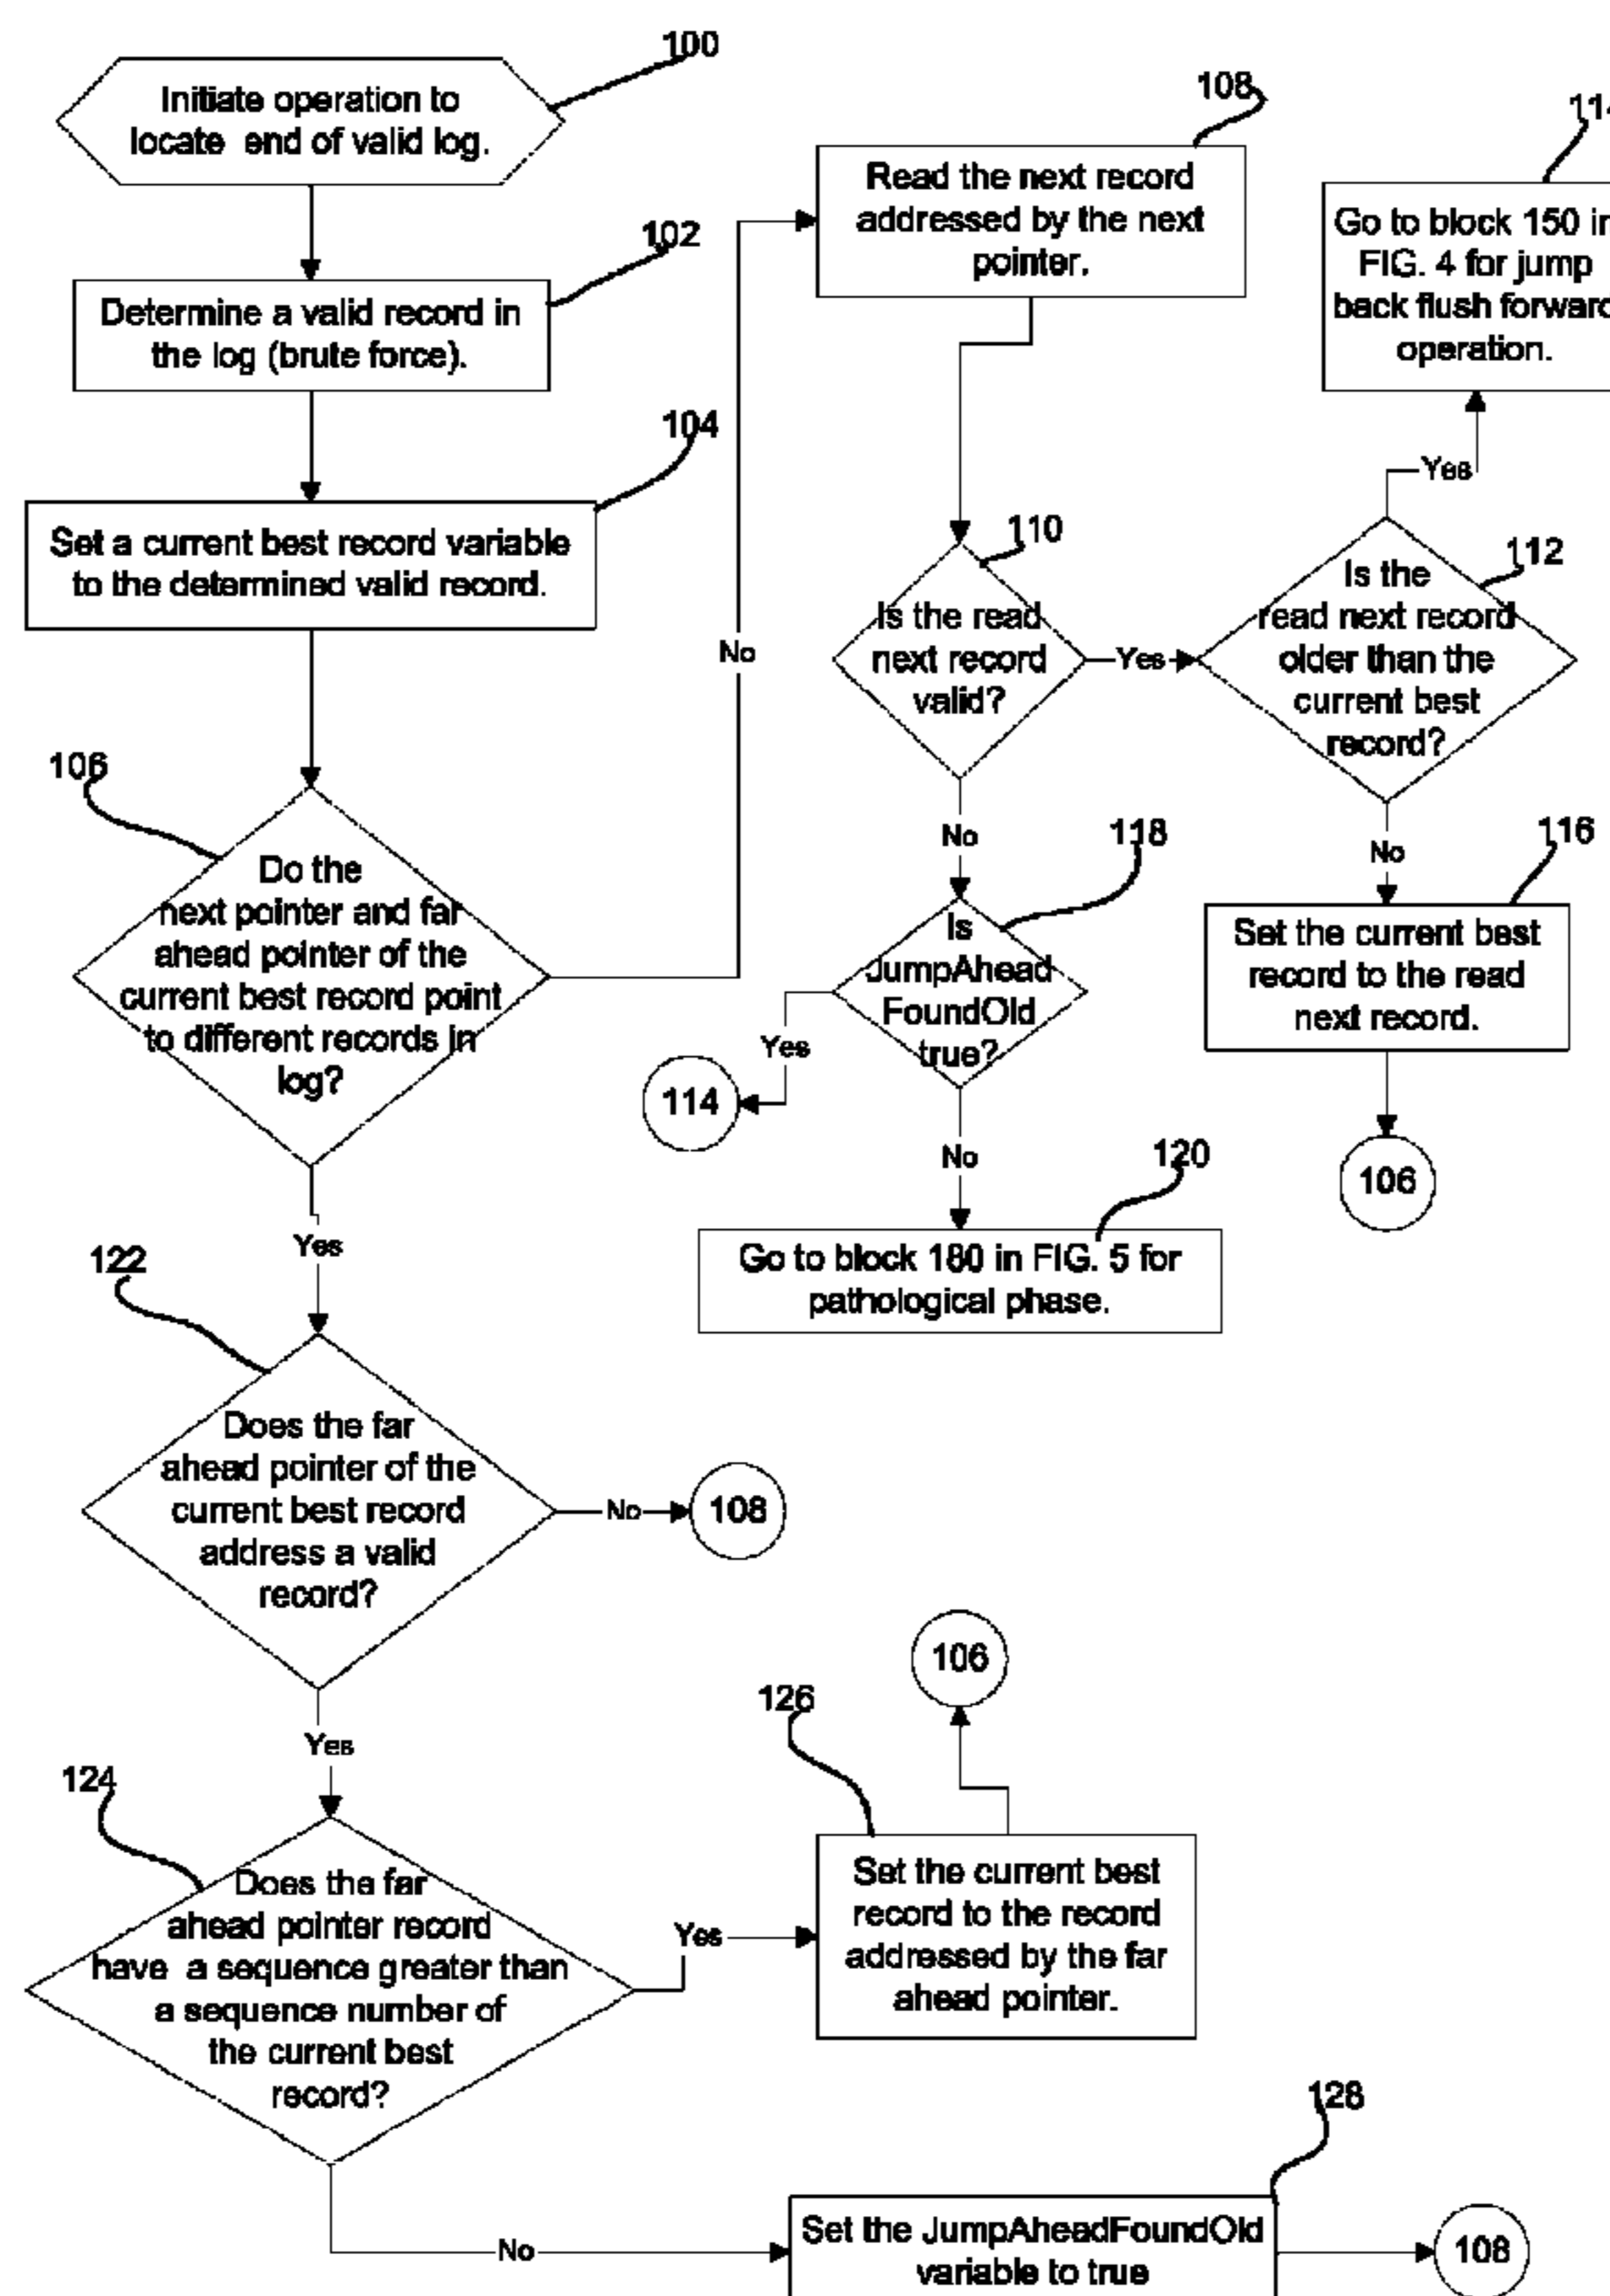 100
Initiate operation to
locate end of valid log.
102
Determine a valid record in
the log (brute force).
104
Set a current best record variable
to the determined valid record.
106
Do the
next pointer and far
ahead pointer of the
current best record point
to different records in
log?
No
Yes
108
Read the next record
addressed by the next
pointer.
110
Is the read
next record
valid?
Yes
No
112
Is the
read next record
older than the
current best
record?
Yes
No
Go to block 150 in
FIG. 4 for jump
back flush forward
operation.
116
Set the current best
record to the read
next record.
106
118
Is
JumpAhead
FoundOld
true?
Yes
114
No
120
Go to block 180 in FIG. 5 for
pathological phase.
122
Does the far
ahead pointer of the
current best record
address a valid
record?
No
108
Yes
124
Does the far
ahead pointer record
have a sequence greater than
a sequence number of
the current best
record?
Yes
126
Set the current best
record to the record
addressed by the far
ahead pointer.
106
No
128
Set the JumpAheadFoundOld
variable to true
108